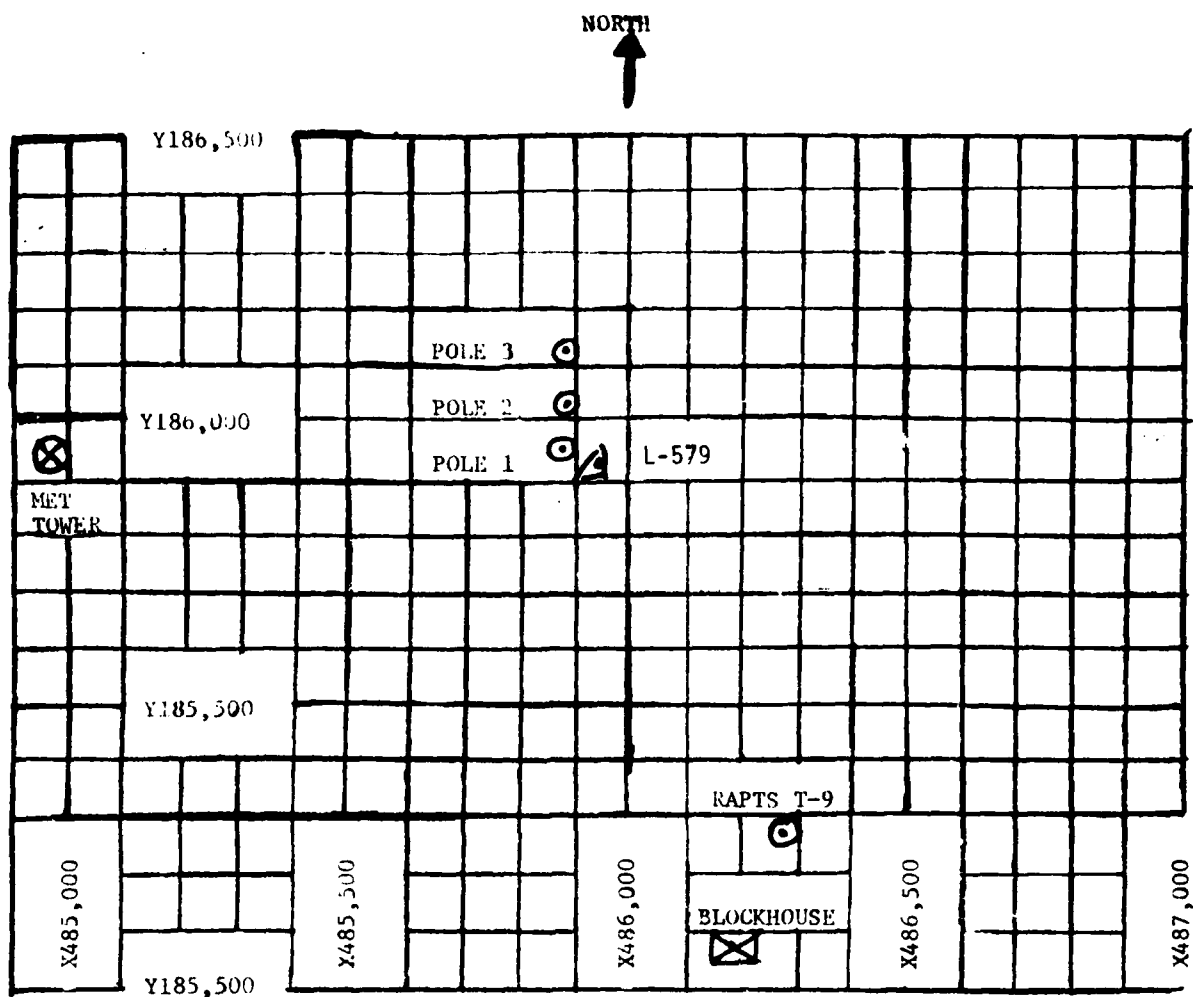 NORTH
Y186,500
POLE 3
POLE 2
Y186,000
POLE 1
L-579
MET
TOWER
Y185,500
RAPTS T-9
X485,000
X485,500
X486,000
BLOCKHOUSE
X486,500
X487,000
Y185,500